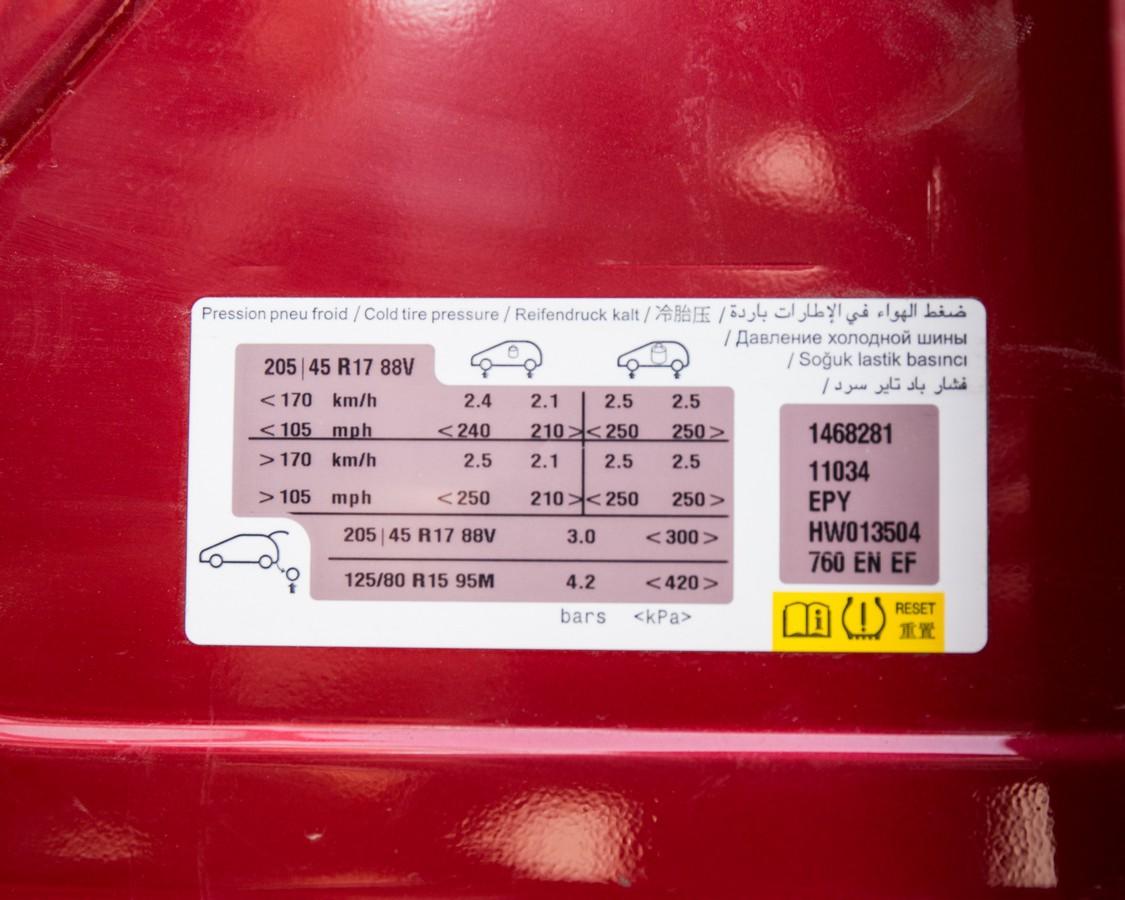 Pression pneu froid / Cold tire pressure / Reifendruck kalt / 冷胎压 / ضغط الهواء في الإطارات باردة
/ Давление холодной шины
/ Soğuk lastik basıncı
فشار باد تایر سرد /
205|45 R17 88V
<170 km/h 2.4 2.1 2.5 2.5
<105 mph <240 210> <250 250>
>170 km/h 2.5 2.1 2.5 2.5
>105 mph <250 210> <250 250>
205|45 R17 88V 3.0 <300>
125/80 R15 95M 4.2 <420>
bars <kPa>
1468281
11034
EPY
HW013504
760 EN EF
RESET
重置